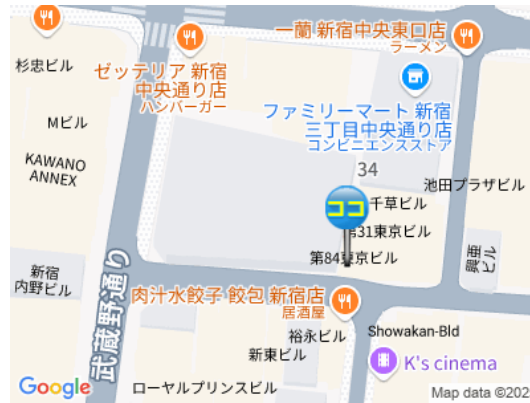 一蘭 新宿中央東口店
ラーメン
杉忠ビル
ゼッテリア 新宿
中央通り店
ハンバーガー
ファミリーマート 新宿
三丁目中央通り店
コンビニエンスストア
Mビル
KAWANO
ANNEX
34
池田プラザビル
ココ
千草ビル
第31東京ビル
第84東京ビル
興亜
ビル
武蔵野通り
新宿
内野ビル
肉汁水餃子 餃包 新宿店
居酒屋
裕永ビル
Showakan-Bld
新東ビル
K's cinema
ローヤルプリンスビル
Google
Map data ©202